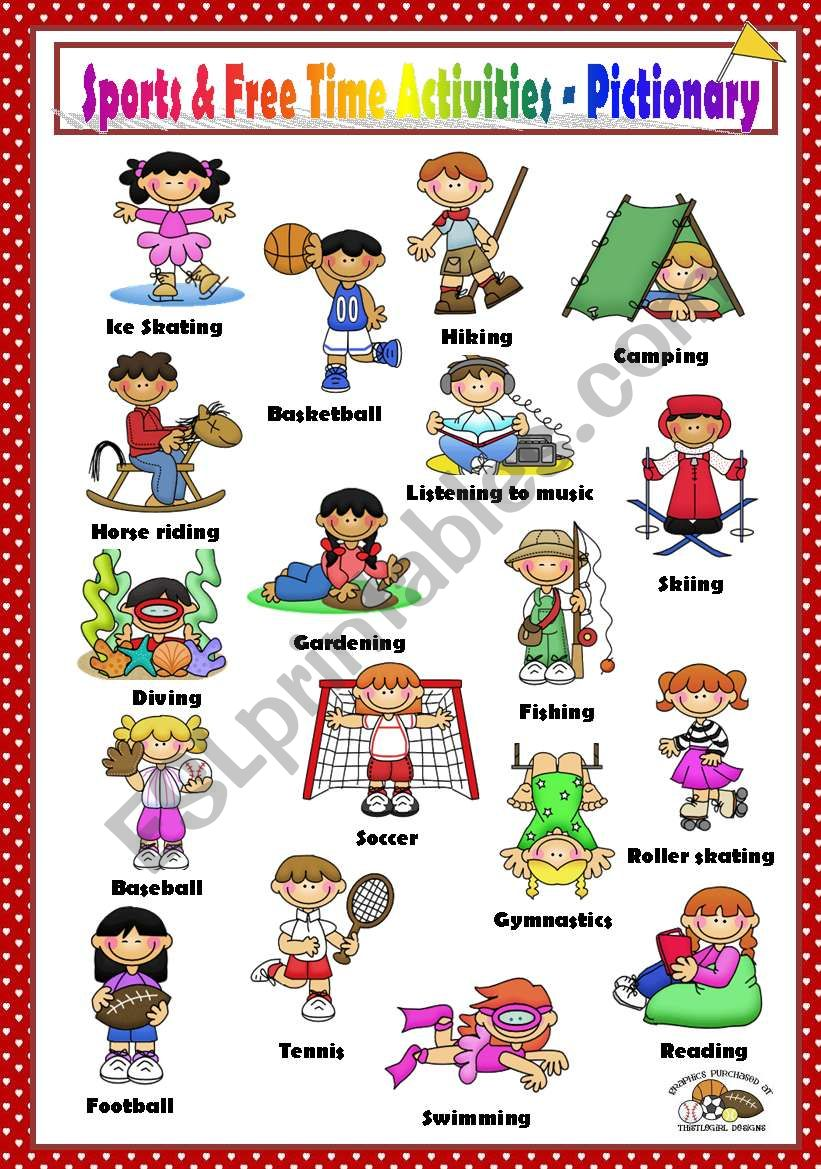 Sports & Free Time Activities - Pictionary
Ice Skating
Basketball
Hiking
Camping
Horse riding
Listening to music
Skiing
Gardening
Diving
Fishing
Soccer
Baseball
Roller skating
Gymnastics
Football
Tennis
Swimming
Reading
00
ESLprintables.com
GRAPHICS PURCHASED AT
THISTLEGIRL DESIGNS